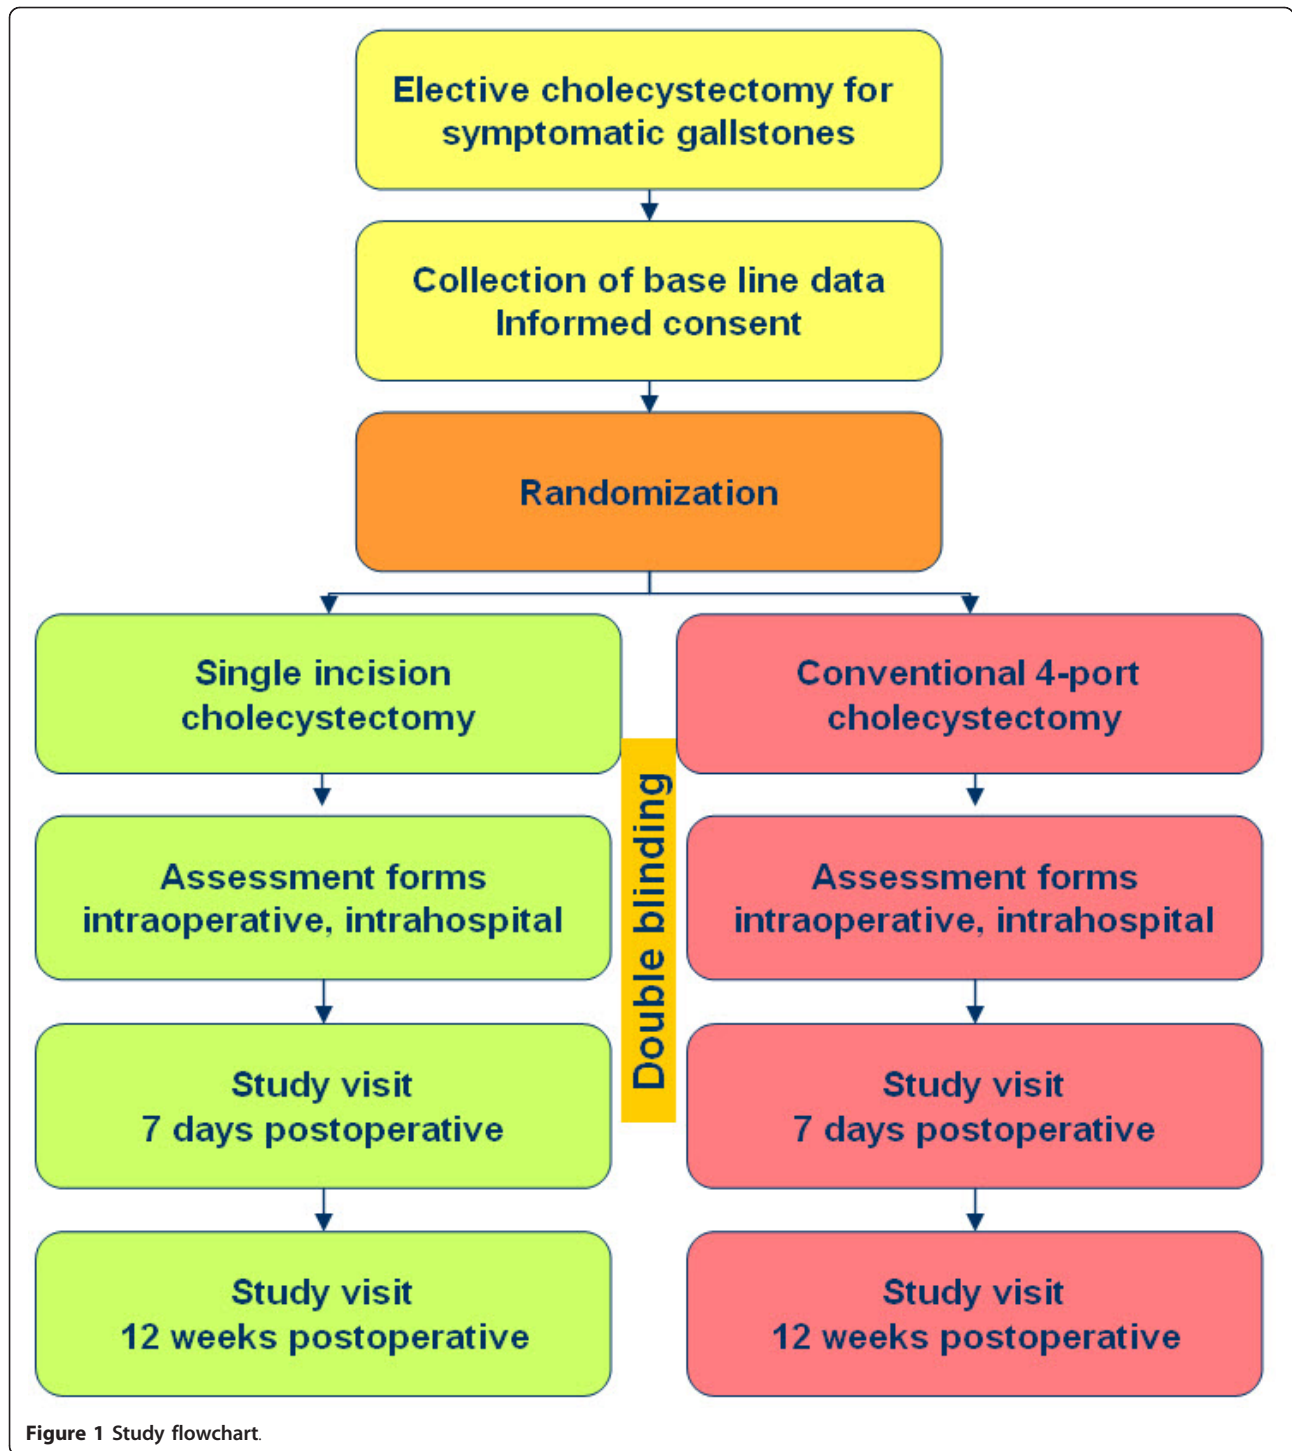 Elective cholecystectomy for
symptomatic gallstones
Collection of base line data
Informed consent
Randomization
Single incision
cholecystectomy
Conventional 4-port
cholecystectomy
Double blinding
Assessment forms
intraoperative, intrahospital
Assessment forms
intraoperative, intrahospital
Study visit
7 days postoperative
Study visit
7 days postoperative
Study visit
12 weeks postoperative
Study visit
12 weeks postoperative
Figure 1 Study flowchart.